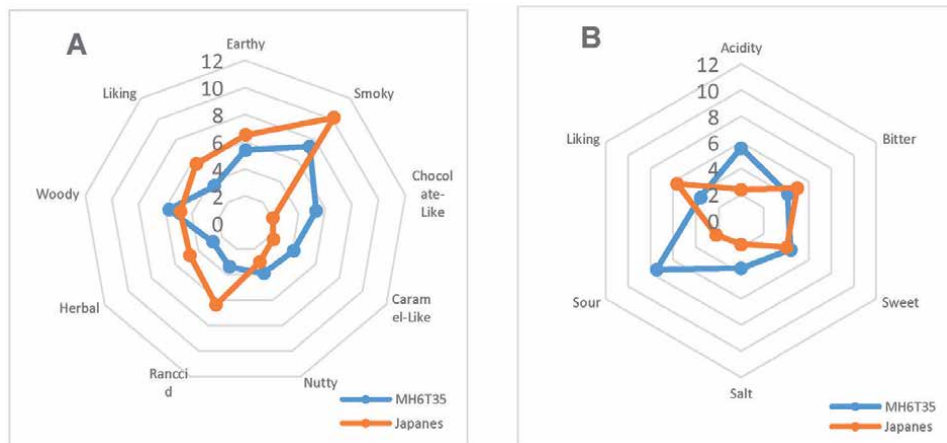 A
Earthy
12
10
8
6
4
2
0
Smoky
Chocol
ate-
Like
Caram
el-Like
Nutty
Rancci
d
Herbal
Woody
Liking
MH6T35
Japanes
B
Acidity
12
10
8
6
4
2
0
Bitter
Sweet
Salt
Sour
Liking
MH6T35
Japanes